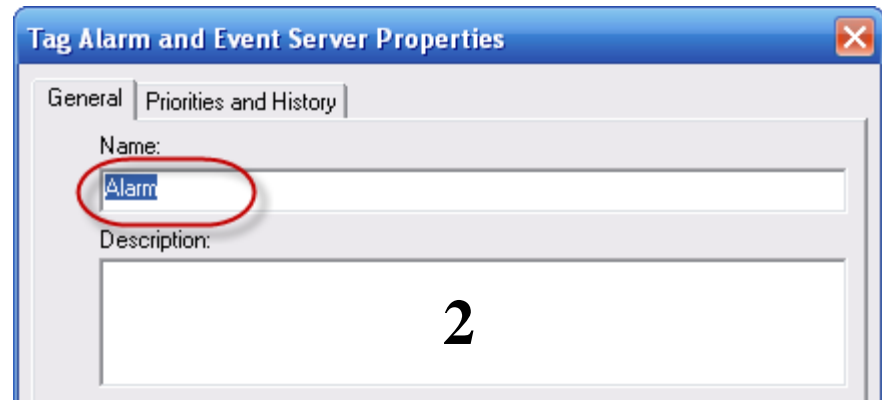 Tag Alarm and Event Server Properties
General Priorities and History
Name:
Alarm
Description:
2